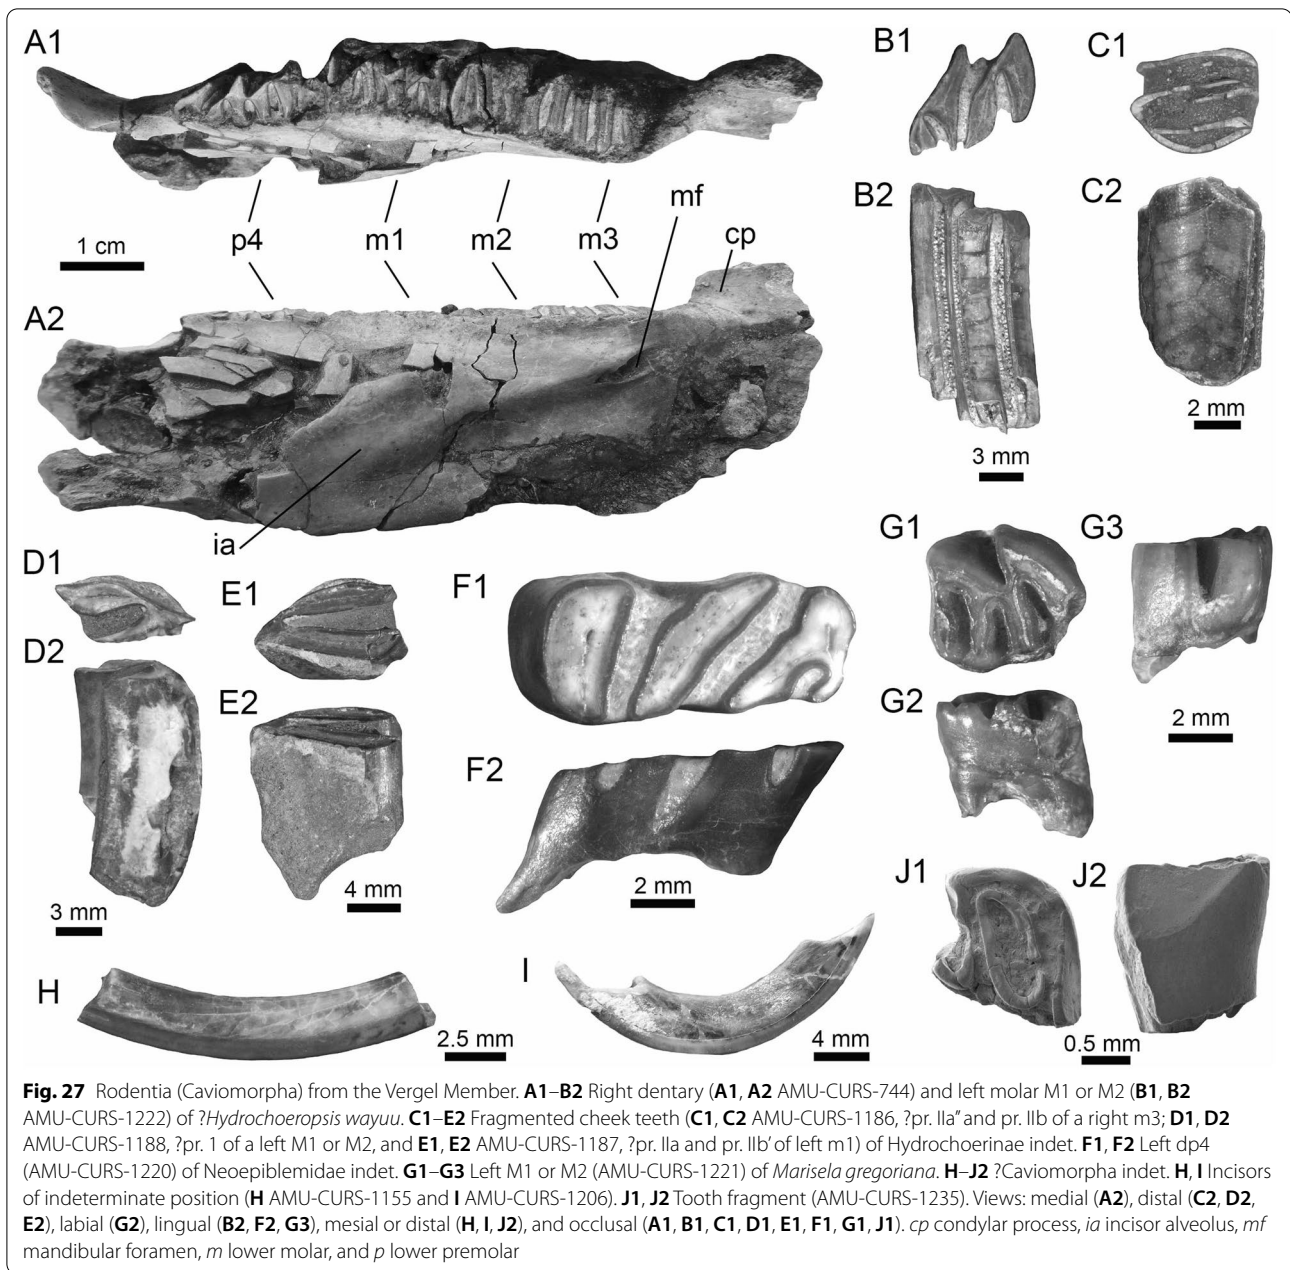 A1
B1
C1
1 cm
p4
m1
m2
m3
mf
cp
A2
ia
B2
3 mm
C2
2 mm
D1
D2
3 mm
E1
E2
4 mm
F1
F2
2 mm
G1
G3
G2
2 mm
H
2.5 mm
I
4 mm
J1
J2
0.5 mm
Fig. 27 Rodentia (Caviomorpha) from the Vergel Member. A1–B2 Right dentary (A1, A2 AMU-CURS-744) and left molar M1 or M2 (B1, B2
AMU-CURS-1222) of ?Hydrochoeropsis wayuu. C1–E2 Fragmented cheek teeth (C1, C2 AMU-CURS-1186, ?pr. IIa″ and pr. IIb of a right m3; D1, D2
AMU-CURS-1188, ?pr. 1 of a left M1 or M2, and E1, E2 AMU-CURS-1187, ?pr. IIa and pr. IIb′ of left m1) of Hydrochoerinae indet. F1, F2 Left dp4
(AMU-CURS-1220) of Neoepiblemidae indet. G1–G3 Left M1 or M2 (AMU-CURS-1221) of Marisela gregoriana. H–J2 ?Caviomorpha indet. H, I Incisors
of indeterminate position (H AMU-CURS-1155 and I AMU-CURS-1206). J1, J2 Tooth fragment (AMU-CURS-1235). Views: medial (A2), distal (C2, D2,
E2), labial (G2), lingual (B2, F2, G3), mesial or distal (H, I, J2), and occlusal (A1, B1, C1, D1, E1, F1, G1, J1). cp condylar process, ia incisor alveolus, mf
mandibular foramen, m lower molar, and p lower premolar